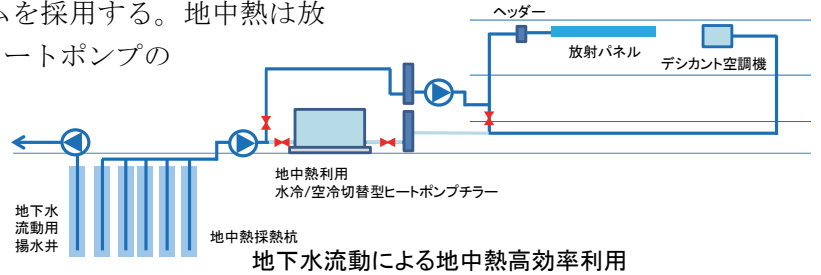 ムを採用する。地中熱は放
ートポンプの
ヘッダー
放射パネル
デシカント空調機
地中熱利用
水冷/空冷切替型ヒートポンプチラー
地下水
流動用
揚水井
地中熱採熱杭
地下水流動による地中熱高効率利用